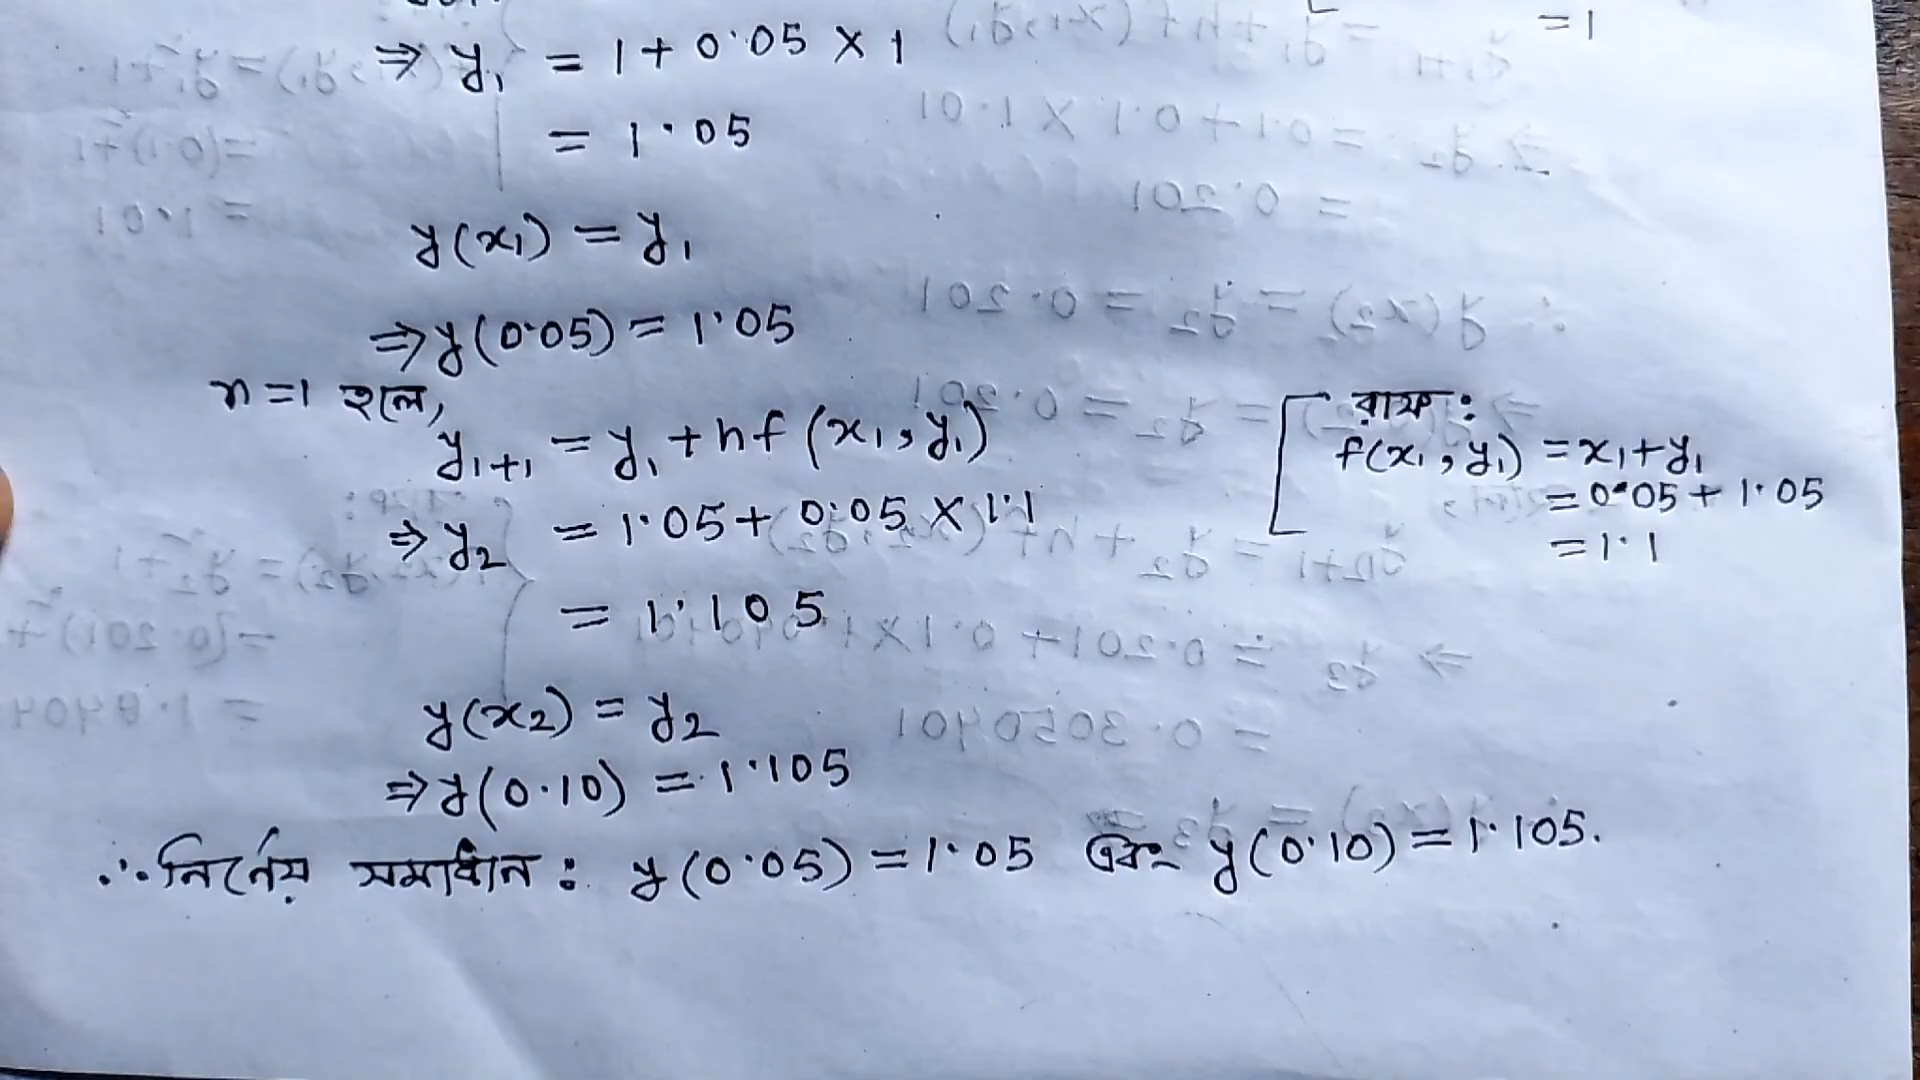 = 1
⇒ y₁ = 1 + 0.05 × 1
= 1.05
y(x₁) = y₁
⇒ y(0.05) = 1.05
n = 1 হলে,
y₁₊₁ = y₁ + hf(x₁, y₁)
⇒ y₂ = 1.05 + 0.05 × 1.1
= 1.105
রাফ:
f(x₁, y₁) = x₁ + y₁
= 0.05 + 1.05
= 1.1
y(x₂) = y₂
⇒ y(0.10) = 1.105
∴ নির্নেয় সমাধান: y(0.05) = 1.05 এবং y(0.10) = 1.105.